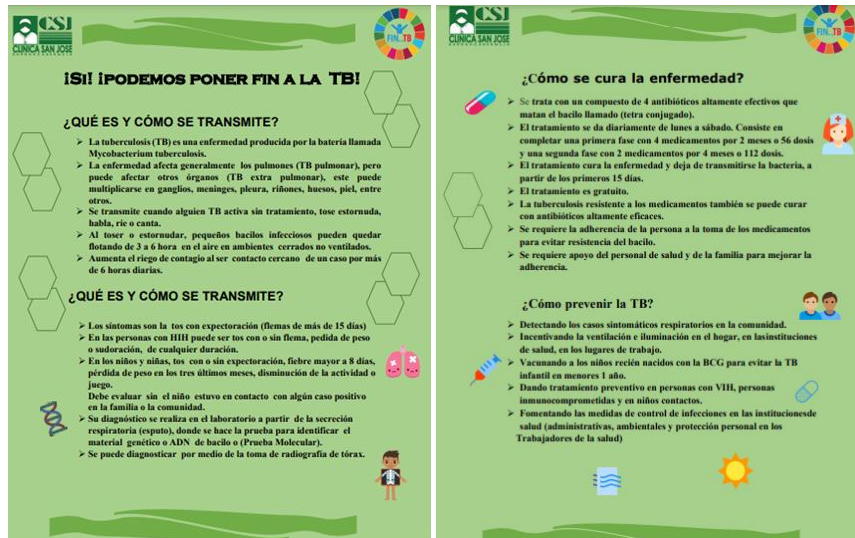 CSJ
CLINICA SAN JOSE
FIN TB
¡SI! ¡PODEMOS PONER FIN A LA TB!
¿QUÉ ES Y CÓMO SE TRANSMITE?
➢ La tuberculosis (TB) es una enfermedad producida por la batería llamada
Mycobacterium tuberculosis.
➢ La enfermedad afecta generalmente los pulmones (TB pulmonar), pero
puede afectar otros órganos (TB extra pulmonar), este puede
multiplicarse en ganglios, meninges, pleura, riñones, huesos, piel, entre
otros.
➢ Se transmite cuando alguien TB activa sin tratamiento, tose estornuda,
habla, ríe o canta.
➢ Al toser o estornudar, pequeños bacilos infecciosos pueden quedar
flotando de 3 a 6 hora en el aire en ambientes cerrados no ventilados.
➢ Aumenta el riego de contagio al ser contacto cercano de un caso por más
de 6 horas diarias.
¿QUÉ ES Y CÓMO SE TRANSMITE?
➢ Los síntomas son la tos con expectoración (flemas de más de 15 días)
➢ En las personas con HIH puede ser tos con o sin flema, pedida de peso
o sudoración, de cualquier duración.
➢ En los niños y niñas, tos con o sin expectoración, fiebre mayor a 8 días,
pérdida de peso en los tres últimos meses, disminución de la actividad o
juego.
Debe evaluar sin el niño estuvo en contacto con algún caso positivo
en la familia o la comunidad.
➢ Su diagnóstico se realiza en el laboratorio a partir de la secreción
respiratoria (esputo), donde se hace la prueba para identificar el
material genético o ADN de bacilo o (Prueba Molecular).
➢ Se puede diagnosticar por medio de la toma de radiografía de tórax.
CSJ
CLINICA SAN JOSE
FIN TB
¿Cómo se cura la enfermedad?
➢ Se trata con un compuesto de 4 antibióticos altamente efectivos que
matan el bacilo llamado (tetra conjugado).
➢ El tratamiento se da diariamente de lunes a sábado. Consiste en
completar una primera fase con 4 medicamentos por 2 meses o 56 dosis
y una segunda fase con 2 medicamentos por 4 meses o 112 dosis.
➢ El tratamiento cura la enfermedad y deja de transmitirse la bacteria, a
partir de los primeros 15 días.
➢ El tratamiento es gratuito.
➢ La tuberculosis resistente a los medicamentos también se puede curar
con antibióticos altamente eficaces.
➢ Se requiere la adherencia de la persona a la toma de los medicamentos
para evitar resistencia del bacilo.
➢ Se requiere apoyo del personal de salud y de la familia para mejorar la
adherencia.
¿Cómo prevenir la TB?
➢ Detectando los casos sintomáticos respiratorios en la comunidad.
➢ Incentivando la ventilación e iluminación en el hogar, en lasinstituciones
de salud, en los lugares de trabajo.
➢ Vacunando a los niños recién nacidos con la BCG para evitar la TB
infantil en menores 1 año.
➢ Dando tratamiento preventivo en personas con VIH, personas
inmunocomprometidas y en niños contactos.
➢ Fomentando las medidas de control de infecciones en las institucionesde
salud (administrativas, ambientales y protección personal en los
Trabajadores de la salud)